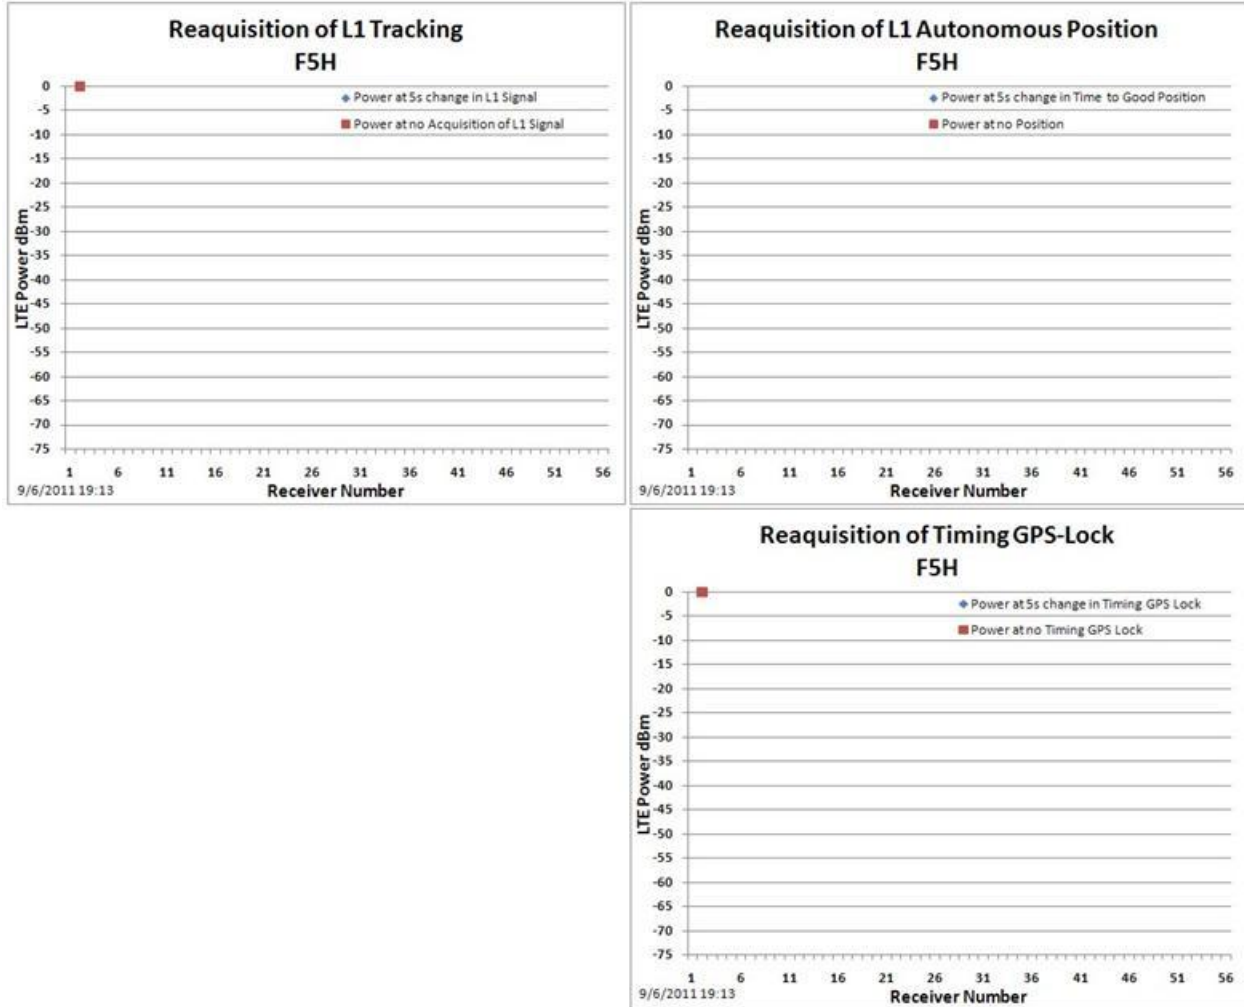 Reaquisition of L1 Tracking
F5H
Power at 5s change in L1 Signal
Power at no Acquisition of L1 Signal
LTE Power dBm
0
-5
-10
-15
-20
-25
-30
-35
-40
-45
-50
-55
-60
-65
-70
-75
1 6 11 16 21 26 31 36 41 46 51 56
Receiver Number
9/6/2011 19:13
Reaquisition of L1 Autonomous Position
F5H
Power at 5s change in Time to Good Position
Power at no Position
LTE Power dBm
0
-5
-10
-15
-20
-25
-30
-35
-40
-45
-50
-55
-60
-65
-70
-75
1 6 11 16 21 26 31 36 41 46 51 56
Receiver Number
9/6/2011 19:13
Reaquisition of Timing GPS-Lock
F5H
Power at 5s change in Timing GPS Lock
Power at no Timing GPS Lock
LTE Power dBm
0
-5
-10
-15
-20
-25
-30
-35
-40
-45
-50
-55
-60
-65
-70
-75
1 6 11 16 21 26 31 36 41 46 51 56
Receiver Number
9/6/2011 19:13